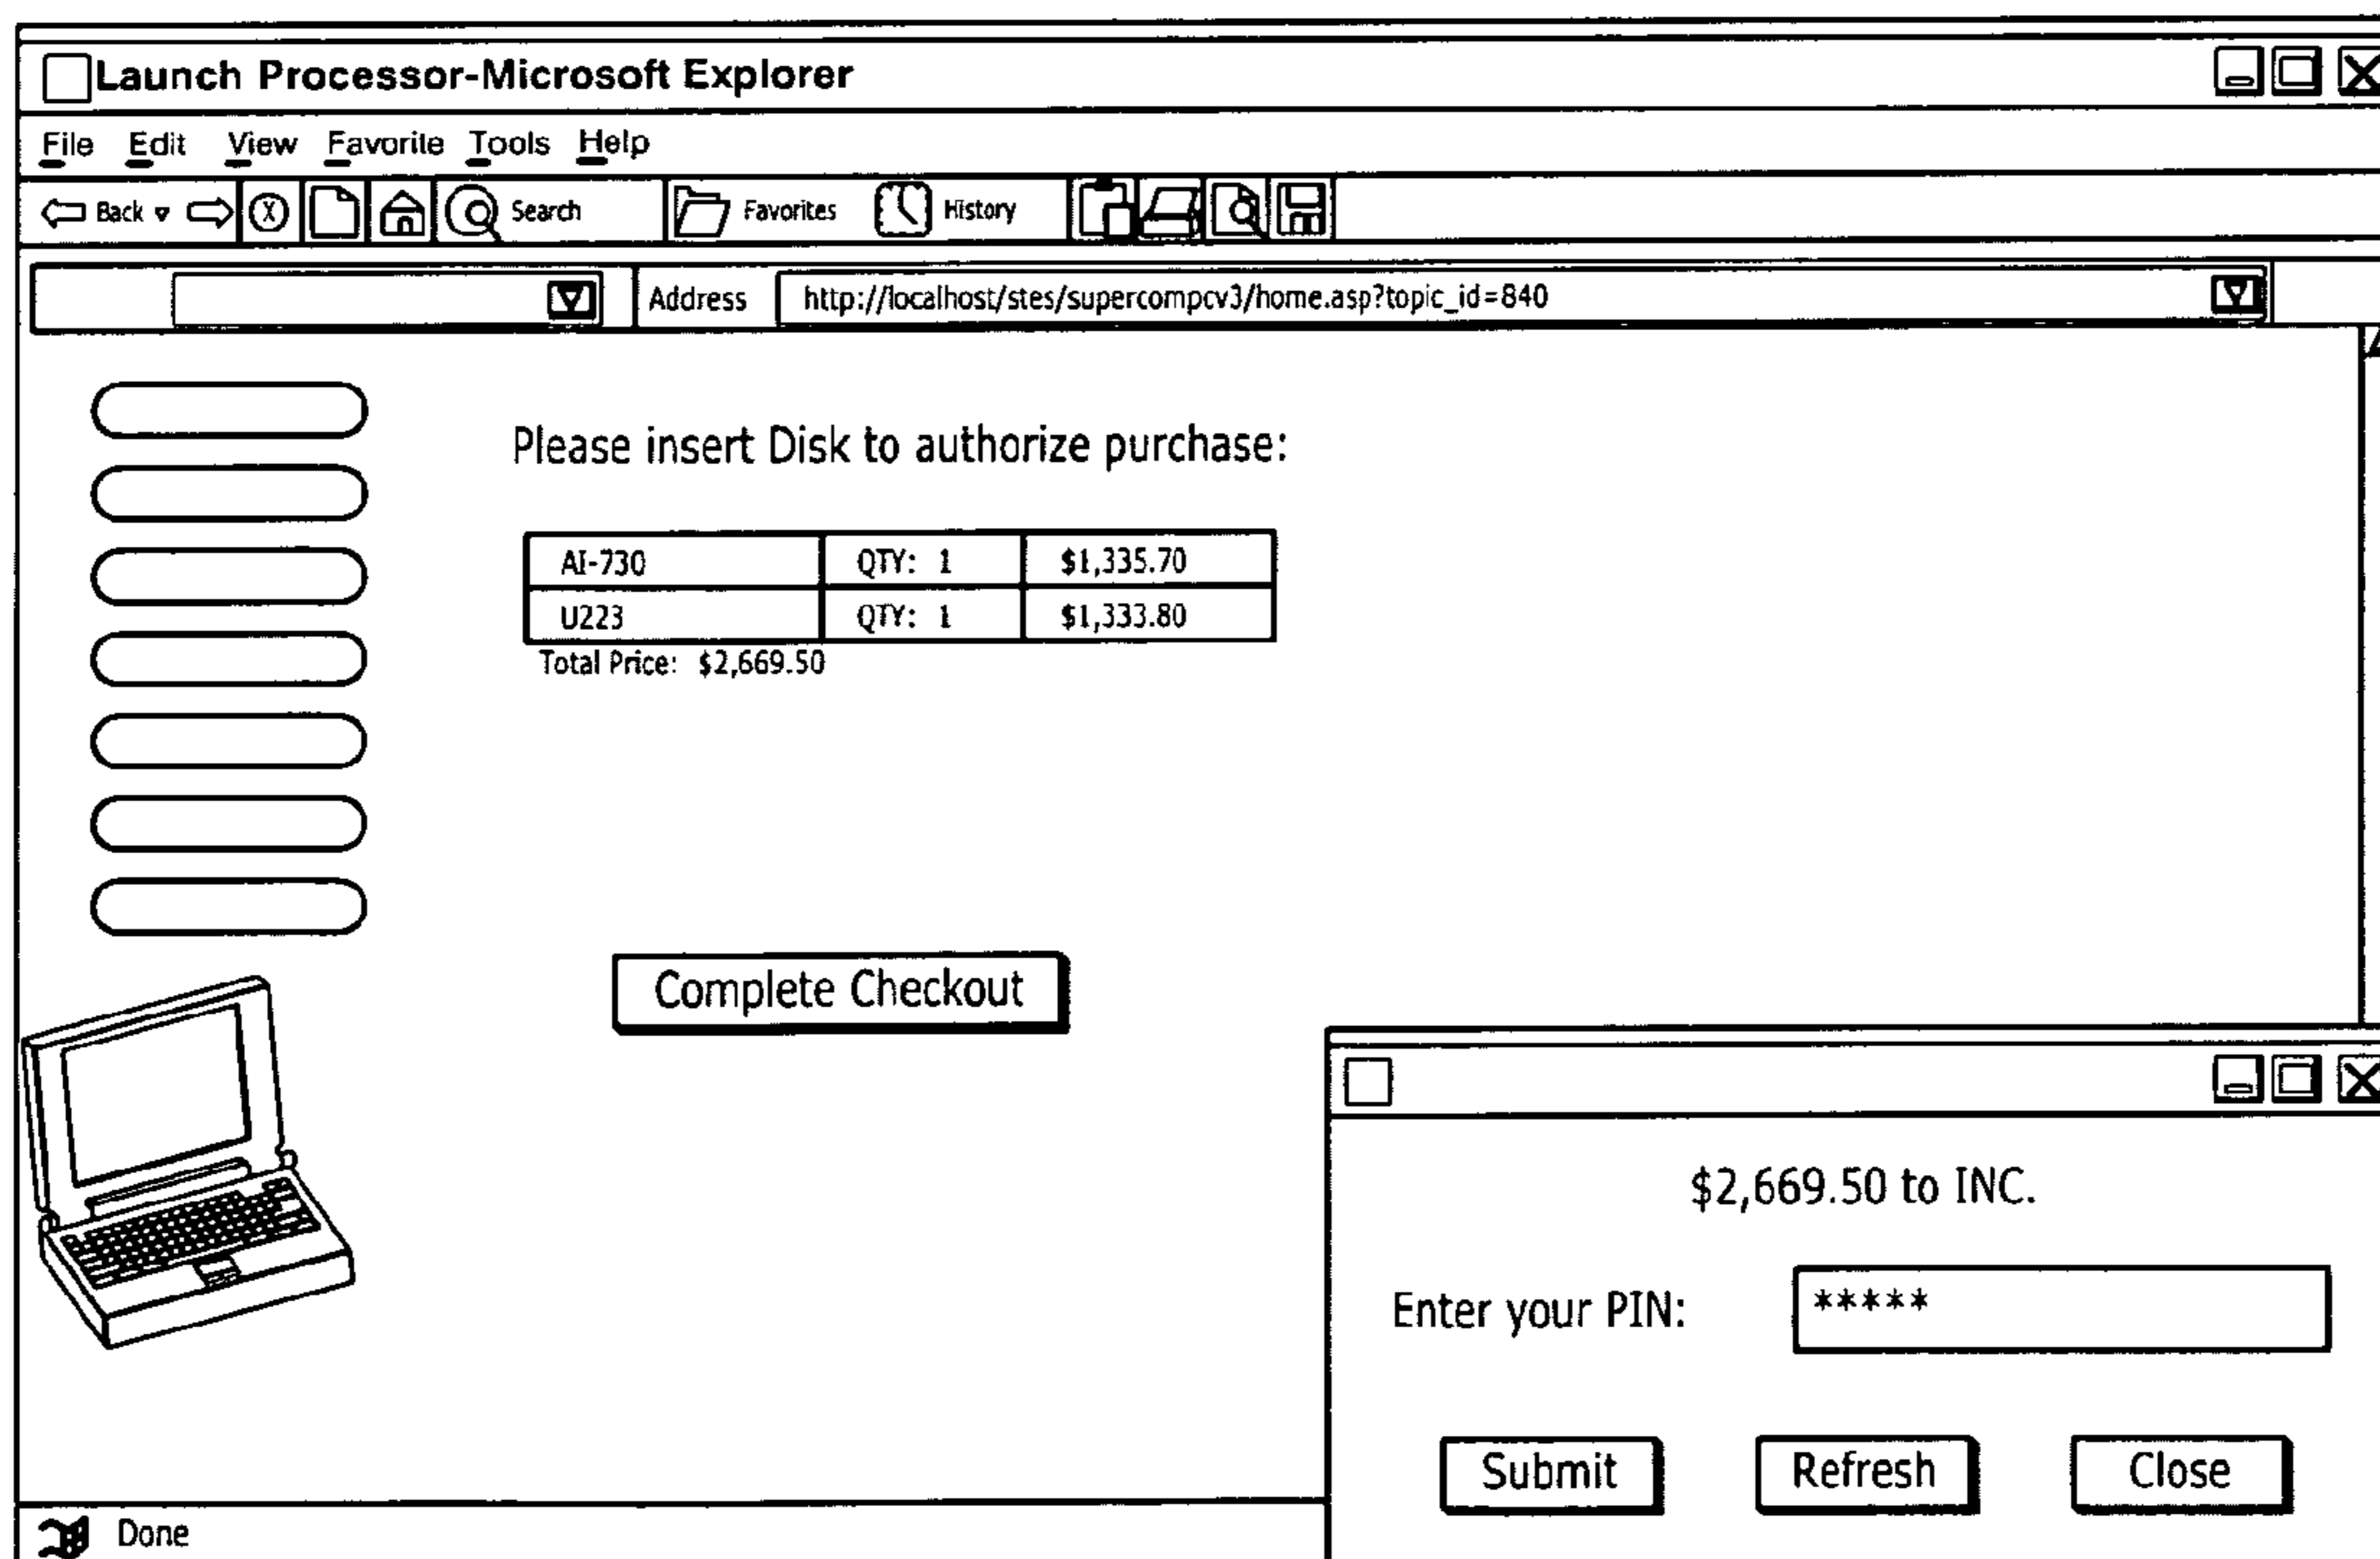 Launch Processor-Microsoft Explorer
File Edit View Favorite Tools Help
Back X Search Favorites History
Address http://localhost/stes/supercompcv3/home.asp?topic_id=840
Please insert Disk to authorize purchase:
AI-730 QTY: 1 $1,335.70
U223 QTY: 1 $1,333.80
Total Price: $2,669.50
Complete Checkout
$2,669.50 to INC.
Enter your PIN: *****
Submit Refresh Close
Done